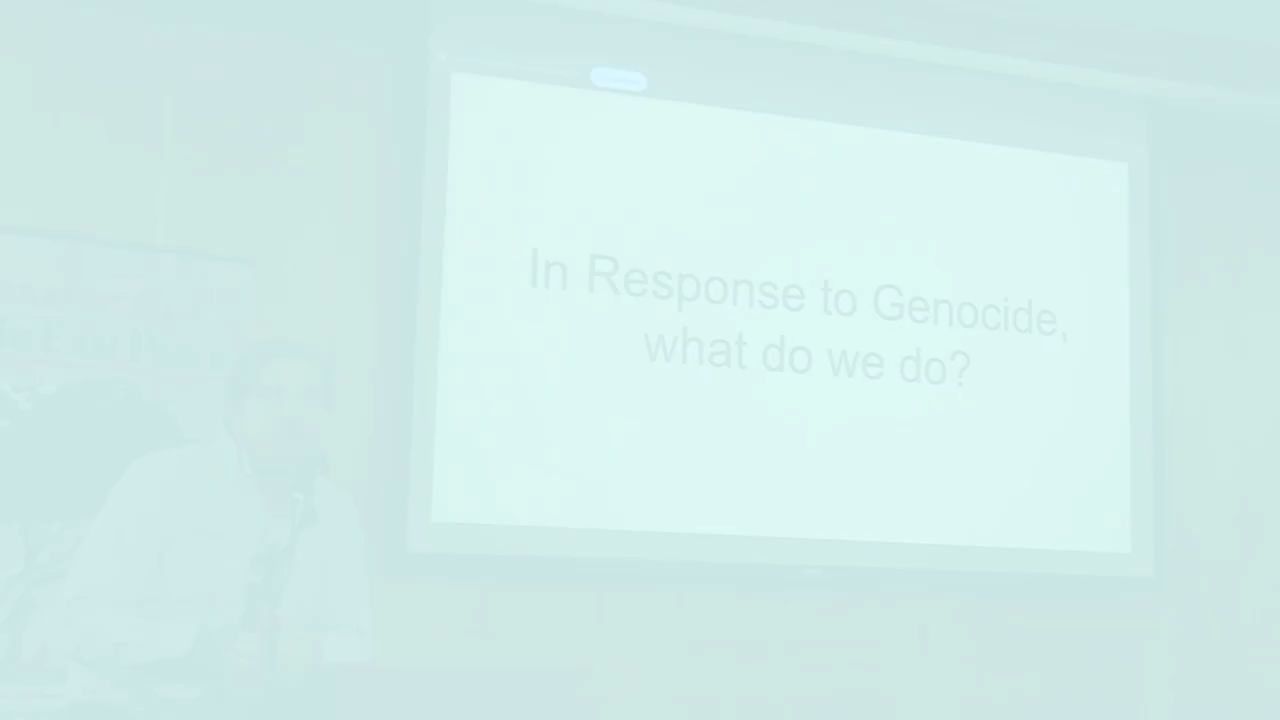 In Response to Genocide,
what do we do?